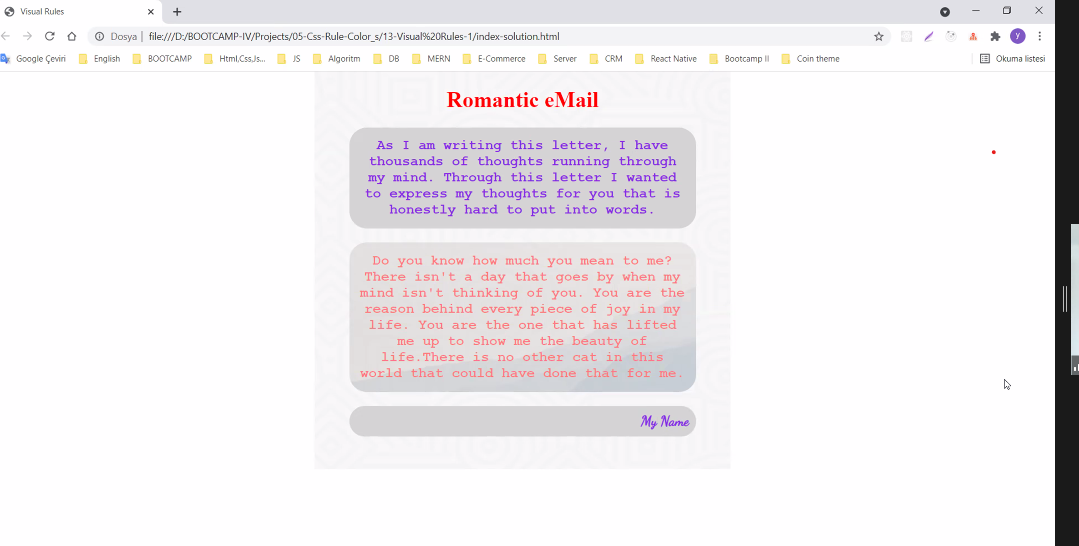 Visual Rules
Dosya | file:///D:/BOOTCAMP-IV/Projects/05-Css-Rule-Color_s/13-Visual%20Rules-1/index-solution.html
y
Google Çeviri English BOOTCAMP Html,Css,Js... JS Algoritm DB MERN E-Commerce Server CRM React Native Bootcamp II Coin theme Okuma listesi
Romantic eMail
As I am writing this letter, I have
thousands of thoughts running through
my mind. Through this letter I wanted
to express my thoughts for you that is
honestly hard to put into words.
Do you know how much you mean to me?
There isn't a day that goes by when my
mind isn't thinking of you. You are the
reason behind every piece of joy in my
life. You are the one that has lifted
me up to show me the beauty of
life.There is no other cat in this
world that could have done that for me.
My Name